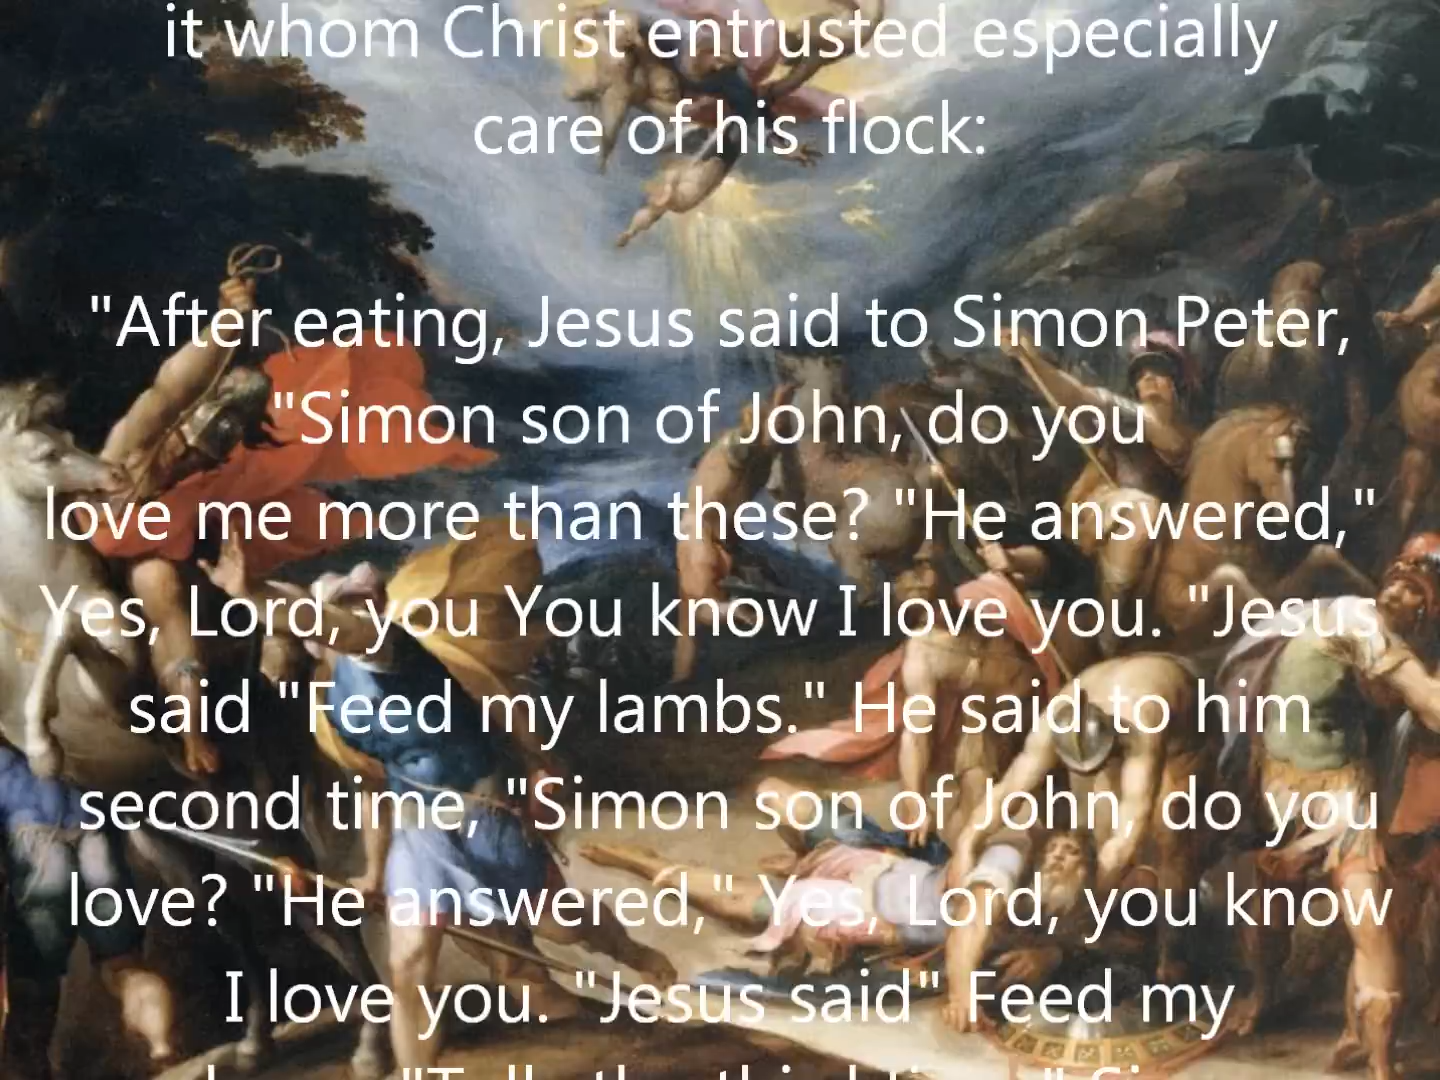 it whom Christ entrusted especially
care of his flock:
"After eating, Jesus said to Simon Peter,
"Simon son of John, do you
love me more than these? "He answered,"
Yes, Lord, you You know I love you. "Jesus
said "Feed my lambs." He said to him
second time, "Simon son of John, do you
love? "He answered," Yes, Lord, you know
I love you. "Jesus said" Feed my